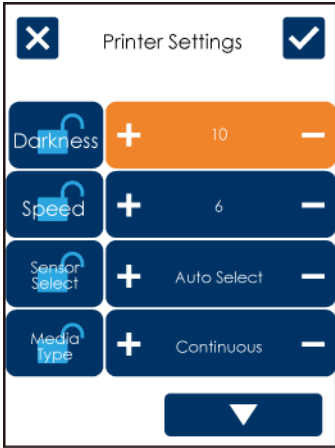 Printer Settings
Darkness
10
Speed
6
Sensor
Select
Auto Select
Media
Type
Continuous